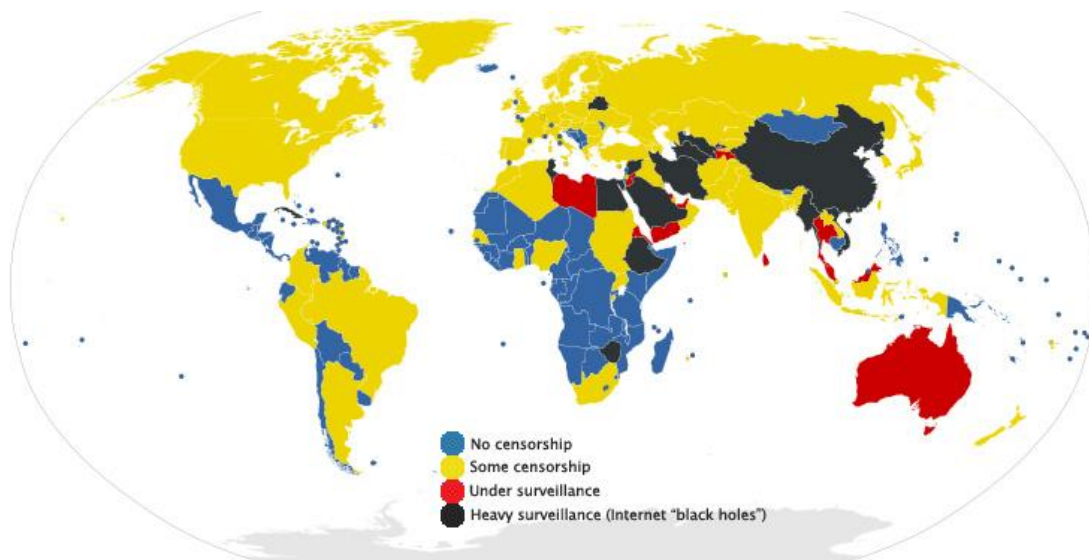 No censorship
Some censorship
Under surveillance
Heavy surveillance (Internet “black holes”)